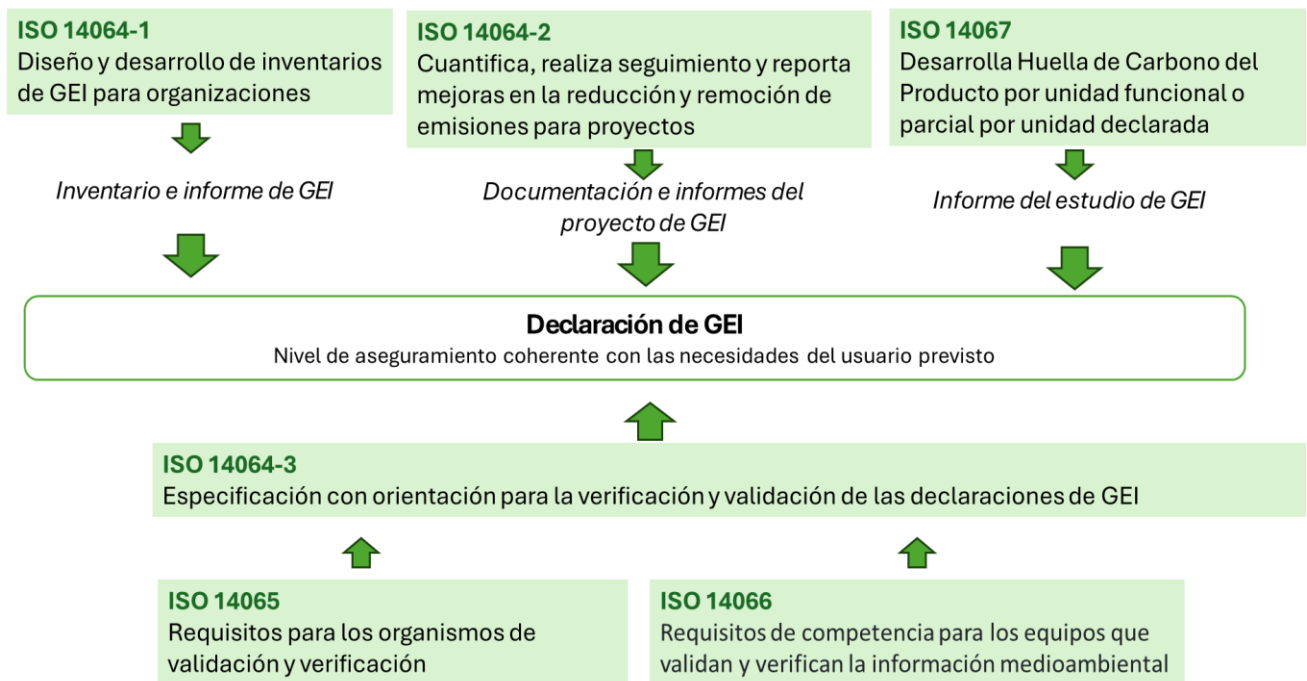 ISO 14064-1
Diseño y desarrollo de inventarios
de GEI para organizaciones
ISO 14064-2
Cuantifica, realiza seguimiento y reporta
mejoras en la reducción y remoción de
emisiones para proyectos
ISO 14067
Desarrolla Huella de Carbono del
Producto por unidad funcional o
parcial por unidad declarada
Inventario e informe de GEI
Documentación e informes del
proyecto de GEI
Informe del estudio de GEI
Declaración de GEI
Nivel de aseguramiento coherente con las necesidades del usuario previsto
ISO 14064-3
Especificación con orientación para la verificación y validación de las declaraciones de GEI
ISO 14065
Requisitos para los organismos de
validación y verificación
ISO 14066
Requisitos de competencia para los equipos que
validan y verifican la información medioambiental